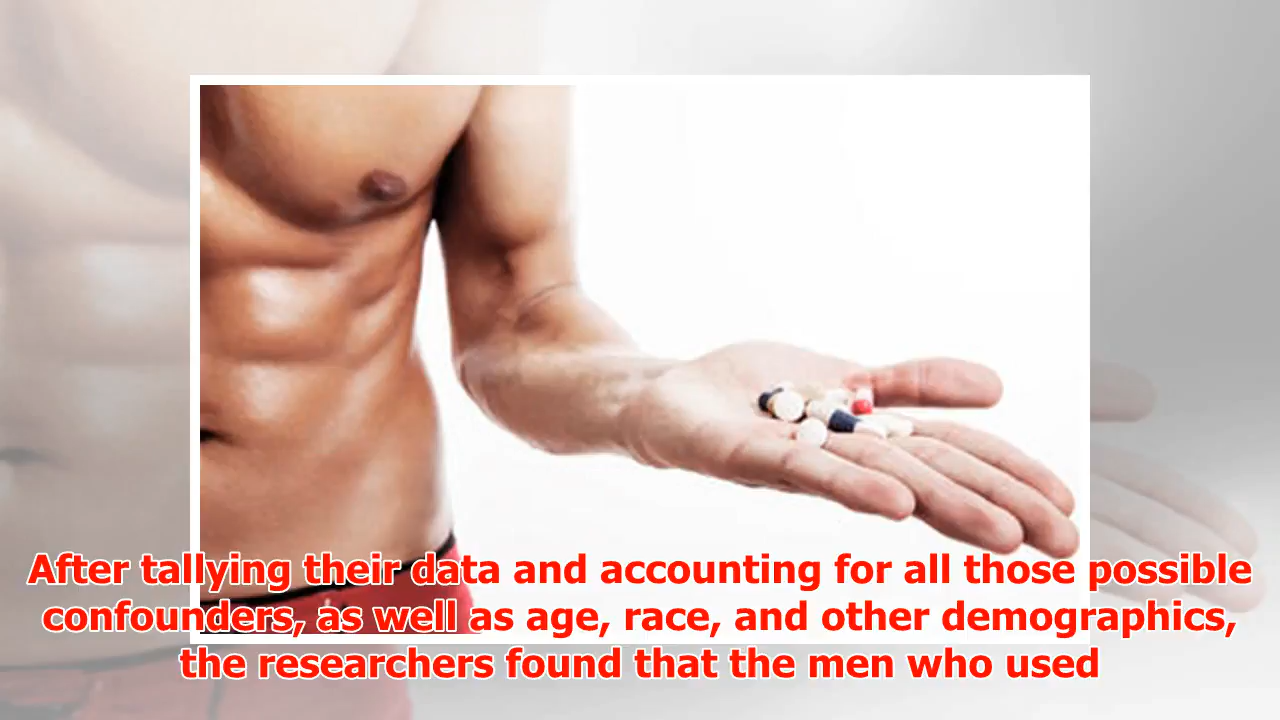 After tallying their data and accounting for all those possible
confounders, as well as age, race, and other demographics,
the researchers found that the men who used